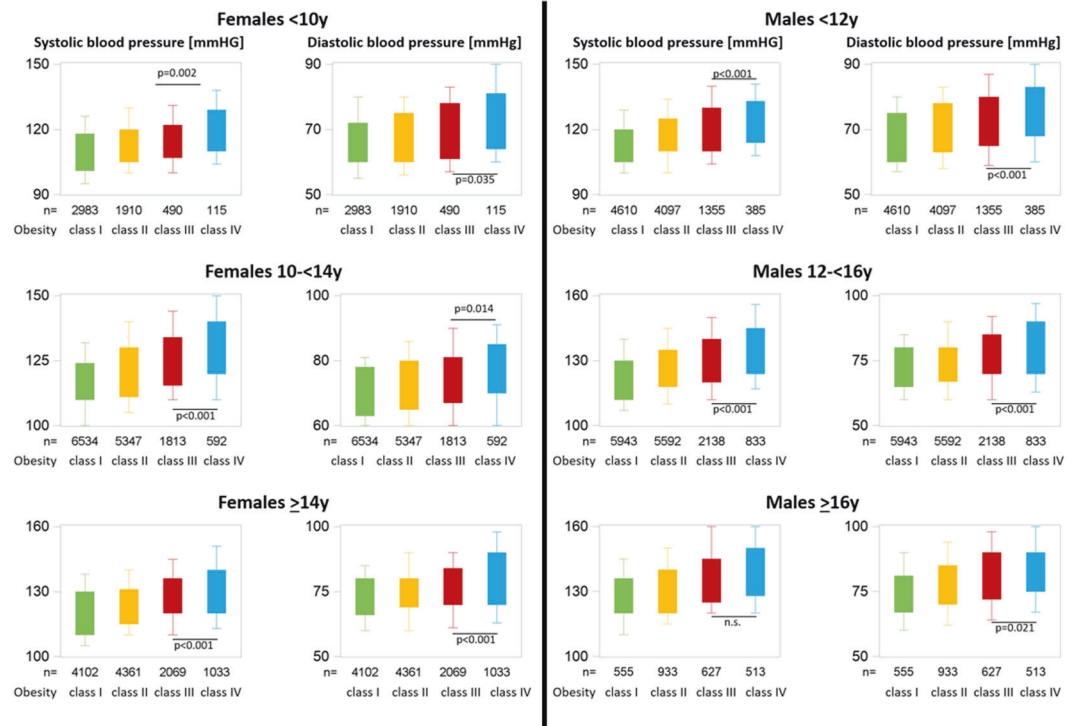 Females <10y
Systolic blood pressure [mmHG] Diastolic blood pressure [mmHg]
150
p=0.002
120
90
90
70
p=0.035
50
n= 2983 1910 490 115 2983 1910 490 115
Obesity class I class II class III class IV class I class II class III class IV
Females 10-<14y
150
125
p<0.001
100
100
p=0.014
80
60
n= 6534 5347 1813 592 6534 5347 1813 592
Obesity class I class II class III class IV class I class II class III class IV
Females ≥14y
160
130
p<0.001
100
100
75
p<0.001
50
n= 4102 4361 2069 1033 4102 4361 2069 1033
Obesity class I class II class III class IV class I class II class III class IV
Males <12y
Systolic blood pressure [mmHG] Diastolic blood pressure [mmHg]
150
p<0.001
120
90
90
70
p<0.001
50
n= 4610 4097 1355 385 4610 4097 1355 385
Obesity class I class II class III class IV class I class II class III class IV
Males 12-<16y
160
130
p<0.001
100
100
75
p<0.001
50
n= 5943 5592 2138 833 5943 5592 2138 833
Obesity class I class II class III class IV class I class II class III class IV
Males ≥16y
160
130
n.s.
100
100
75
p=0.021
50
n= 555 933 627 513 555 933 627 513
Obesity class I class II class III class IV class I class II class III class IV